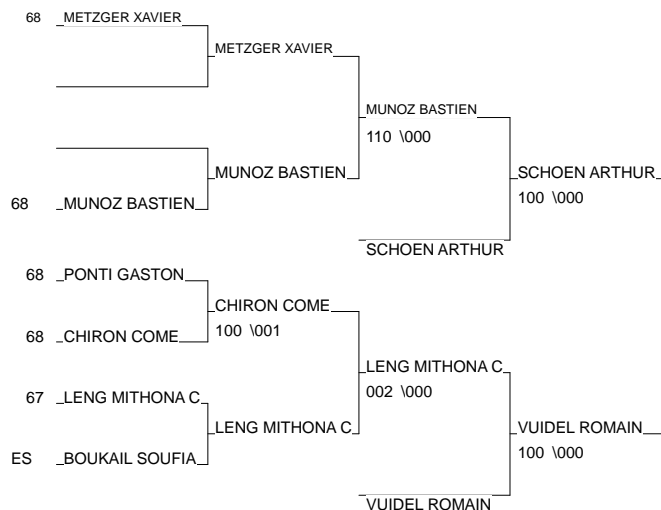 68 METZGER XAVIER
METZGER XAVIER
MUNOZ BASTIEN
110 \000
MUNOZ BASTIEN
SCHOEN ARTHUR
100 \000
68 MUNOZ BASTIEN
SCHOEN ARTHUR
68 PONTI GASTON
CHIRON COME
100 \001
68 CHIRON COME
LENG MITHONA C
002 \000
67 LENG MITHONA C
LENG MITHONA C
VUIDEL ROMAIN
100 \000
ES BOUKAIL SOUFIA
VUIDEL ROMAIN